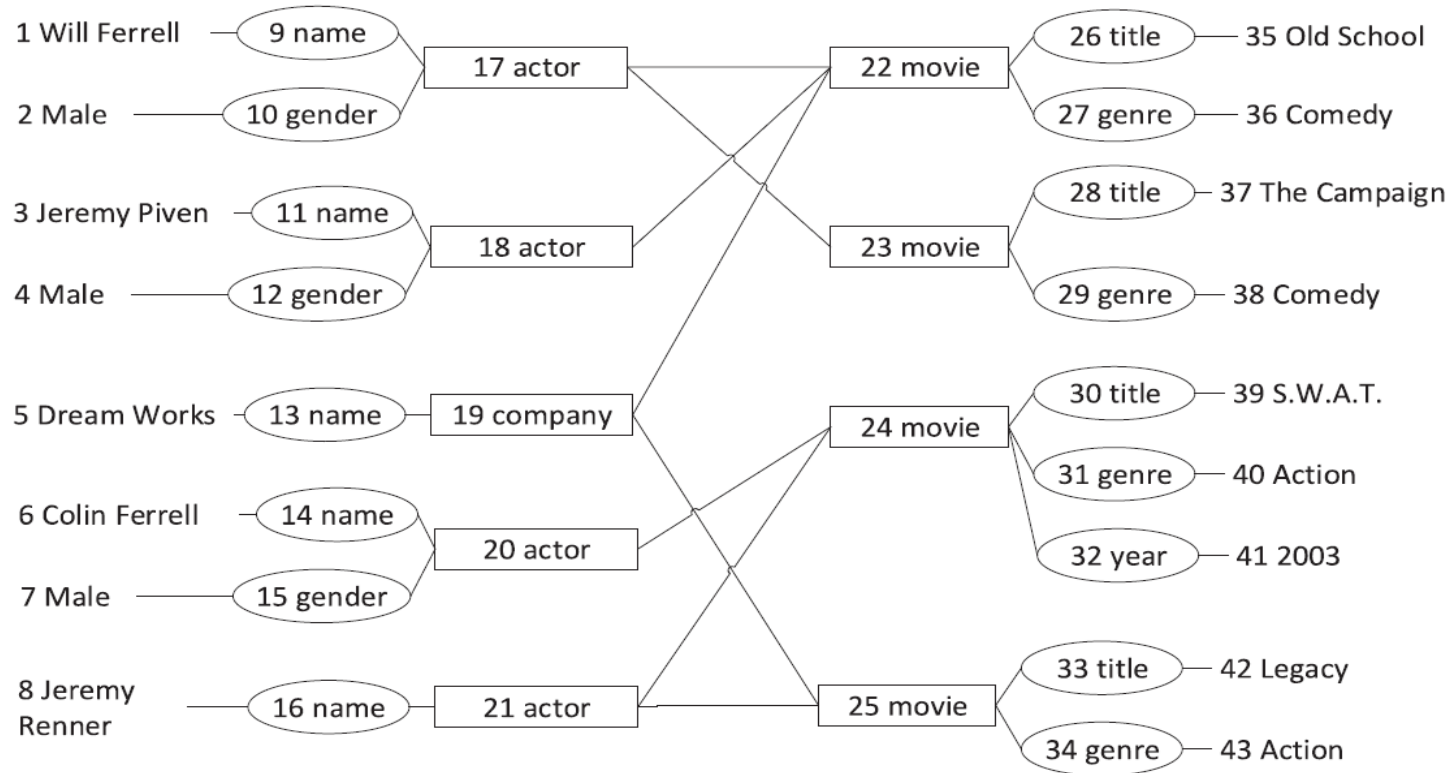 1 Will Ferrell
9 name
17 actor
22 movie
26 title
35 Old School
2 Male
10 gender
27 genre
36 Comedy
3 Jeremy Piven
11 name
18 actor
23 movie
28 title
37 The Campaign
4 Male
12 gender
29 genre
38 Comedy
5 Dream Works
13 name
19 company
24 movie
30 title
39 S.W.A.T.
31 genre
40 Action
6 Colin Ferrell
14 name
20 actor
32 year
41 2003
7 Male
15 gender
8 Jeremy
Renner
16 name
21 actor
25 movie
33 title
42 Legacy
34 genre
43 Action